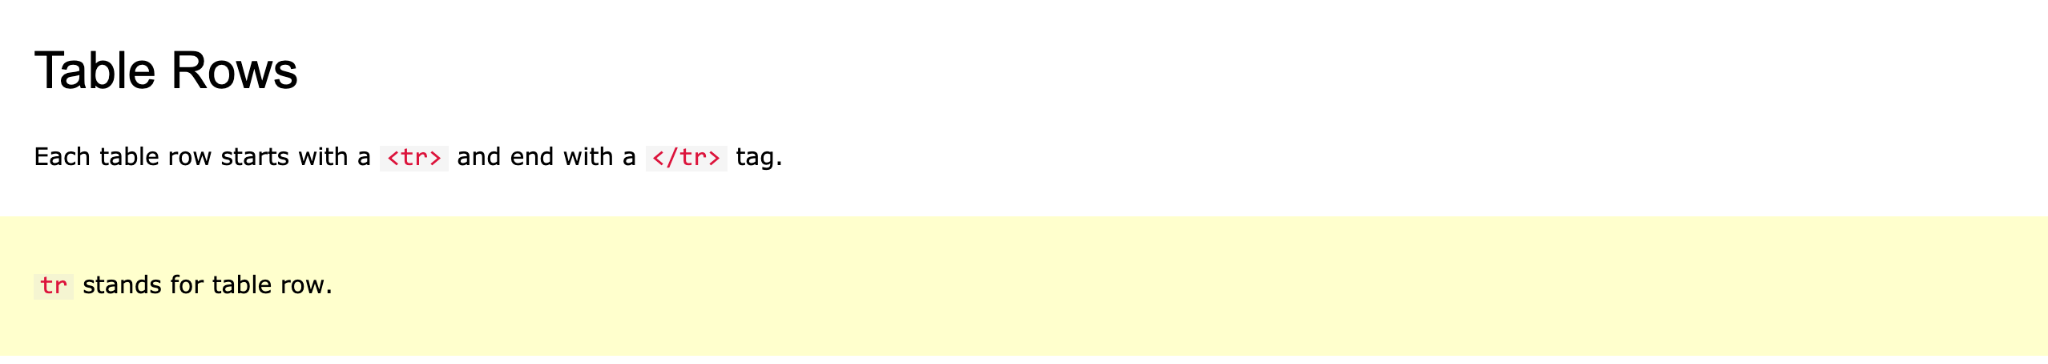 Table Rows
Each table row starts with a <tr> and end with a </tr> tag.
tr stands for table row.